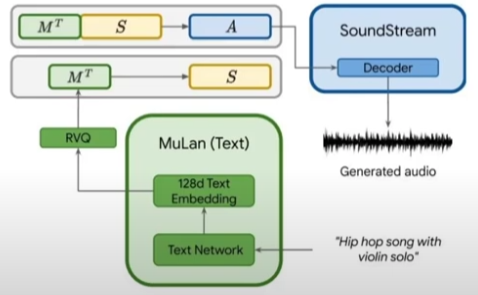 M^T S A
SoundStream
Decoder
M^T S
RVQ
MuLan (Text)
Generated audio
128d Text
Embedding
Text Network
"Hip hop song with
violin solo"